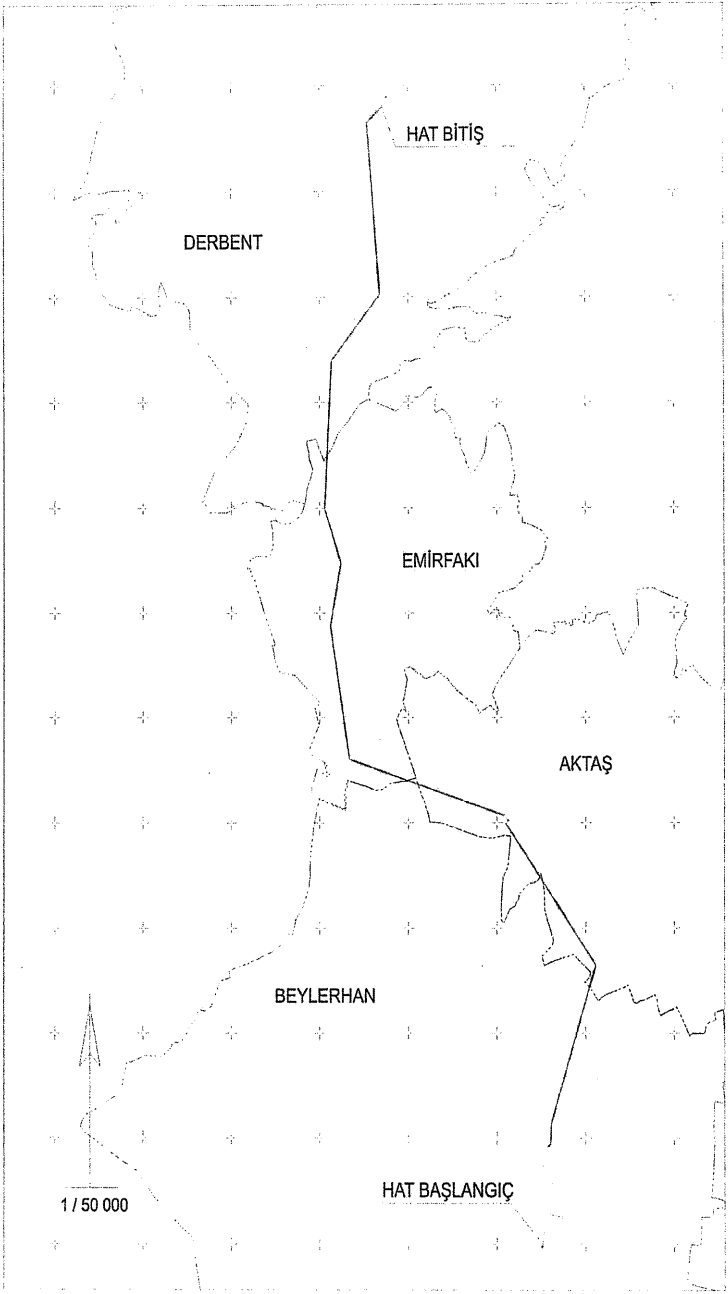 HAT BİTİŞ
DERBENT
EMİRFAKI
AKTAŞ
BEYLERHAN
HAT BAŞLANGIÇ
1 / 50 000